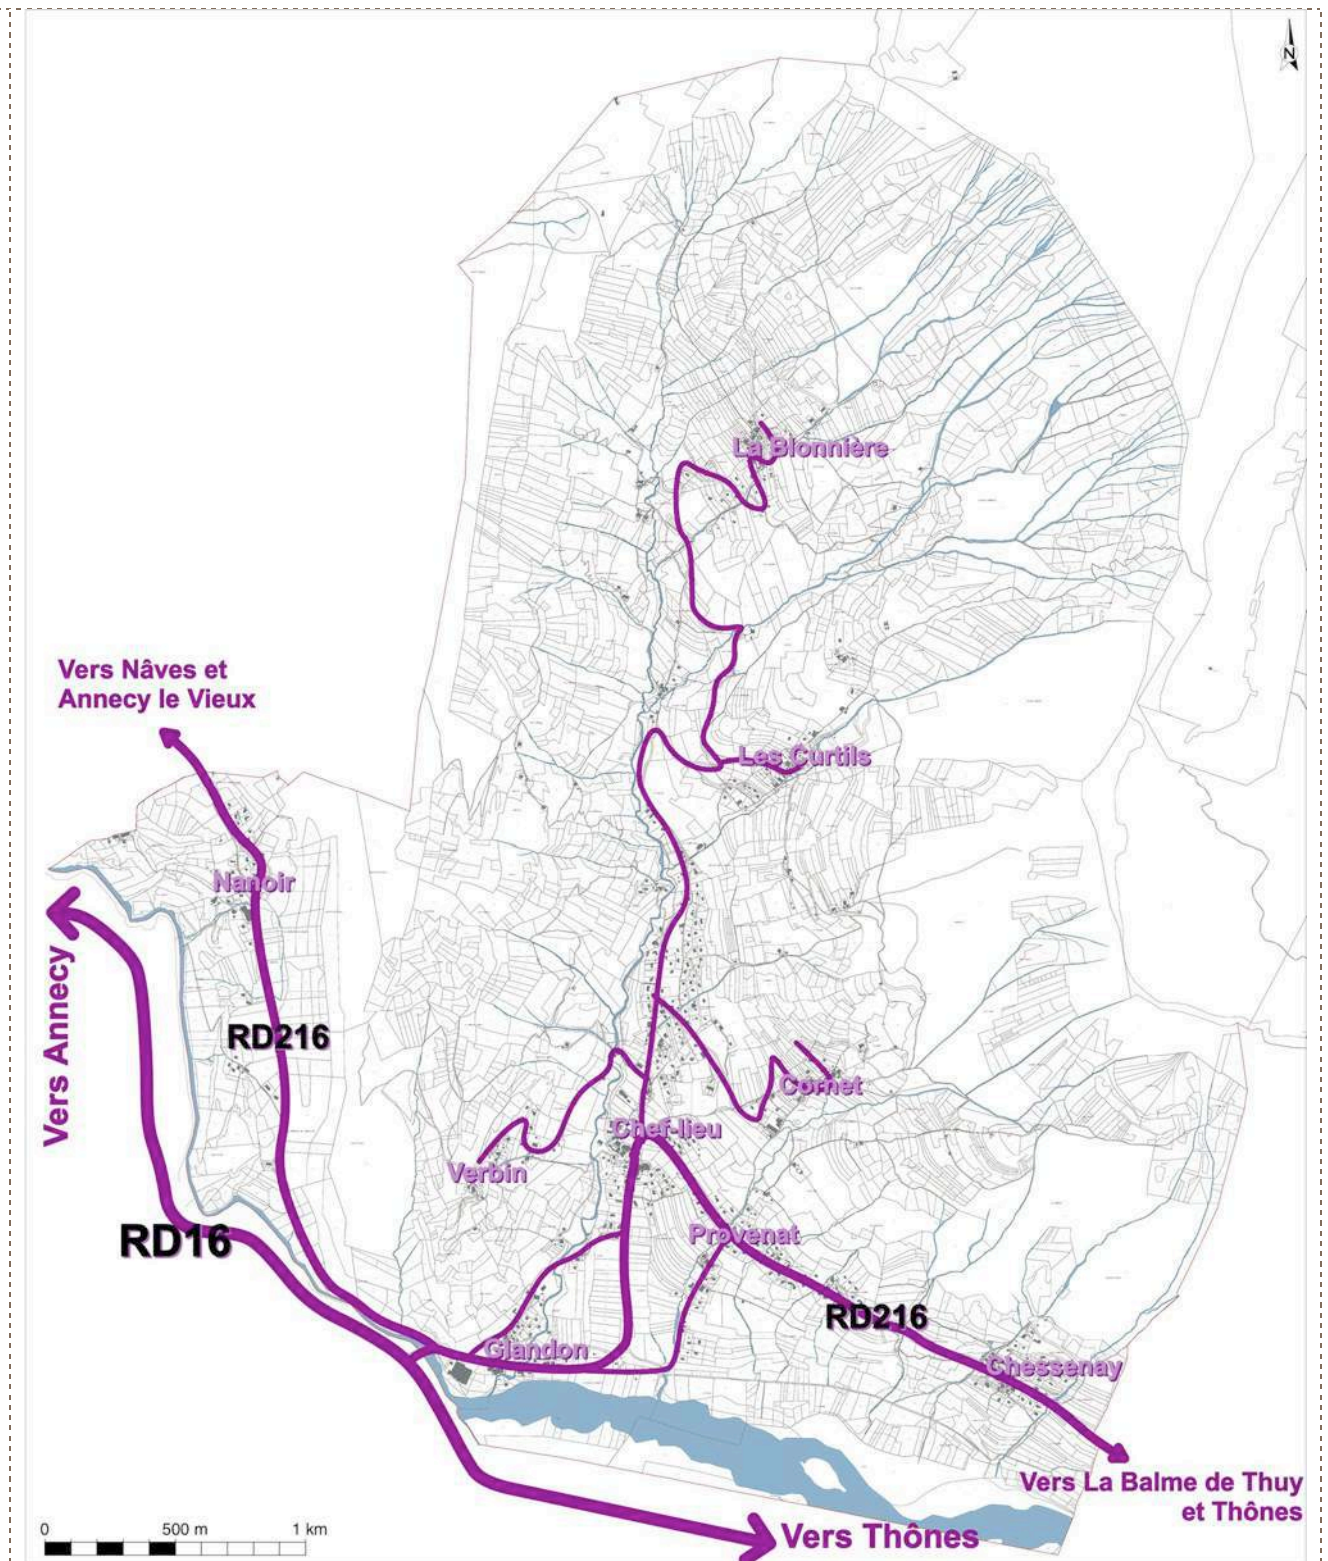 N
La Blonnière
Vers Nâves et
Annecy le Vieux
Les Curtils
Nanoir
Vers Annecy
RD216
Cornet
Chef-lieu
Verbin
RD16
Provenat
RD216
Glandon
Chessenay
Vers La Balme de Thuy
et Thônes
0 500 m 1 km
Vers Thônes